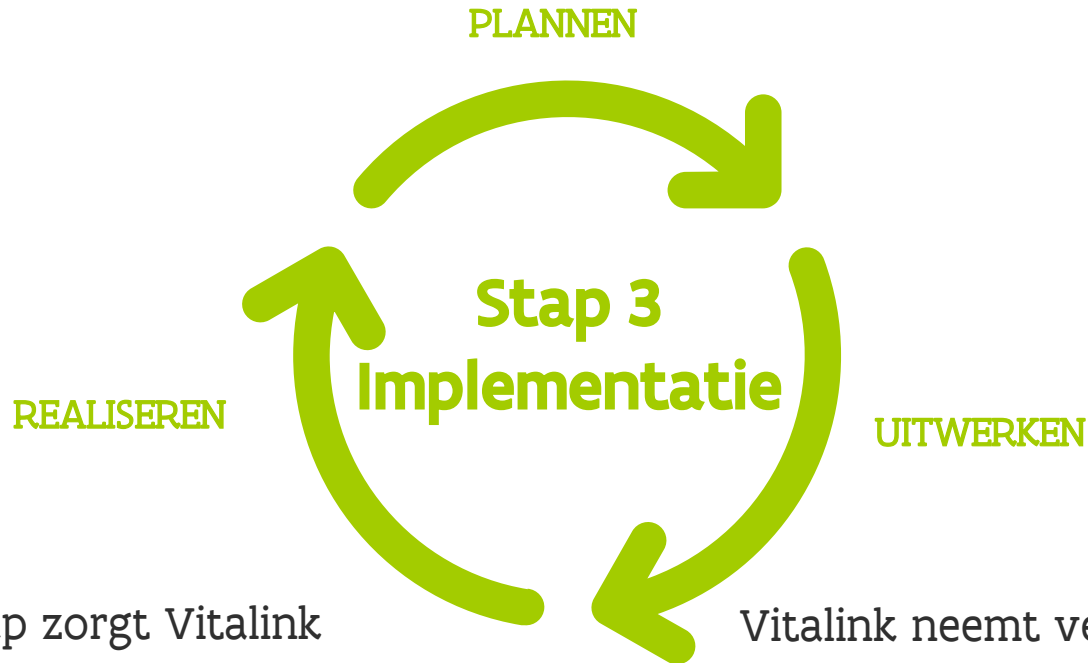 PLANNEN
Stap 3
Implementatie
REALISEREN
UITWERKEN
zorgt Vitalink
Vitalink neemt